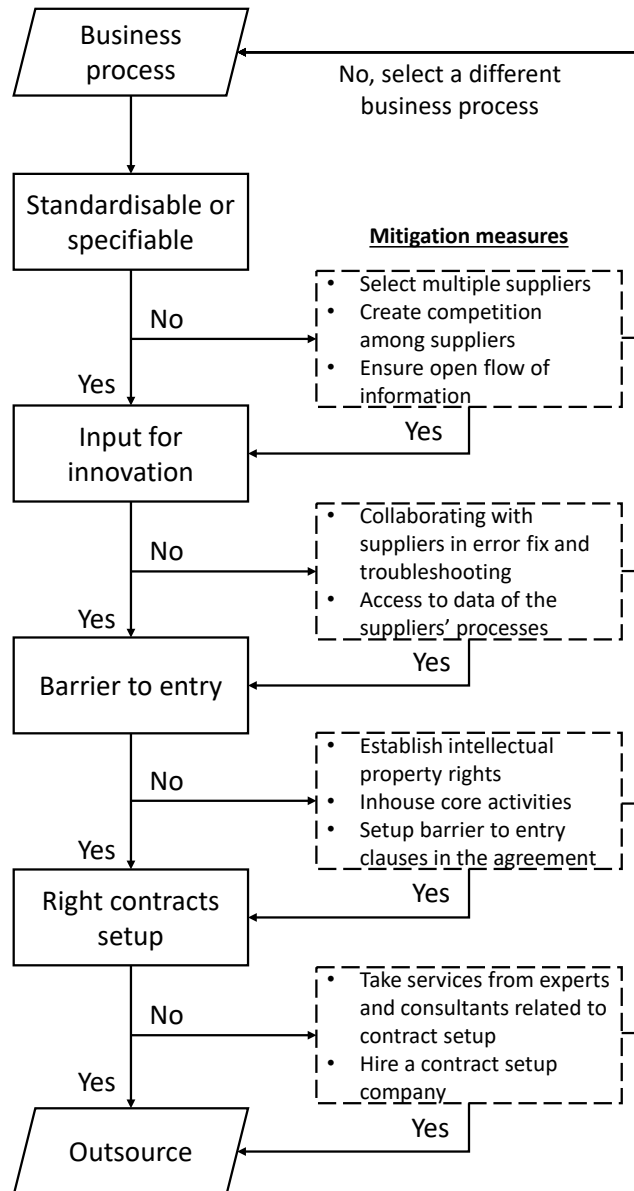 Business
process
No, select a different
business process
Standardisable or
specifiable
Mitigation measures
• Select multiple suppliers
• Create competition
among suppliers
• Ensure open flow of
information
No
Yes
Yes
Input for
innovation
• Collaborating with
suppliers in error fix and
troubleshooting
• Access to data of the
suppliers’ processes
No
Yes
Yes
Barrier to entry
• Establish intellectual
property rights
• Inhouse core activities
• Setup barrier to entry
clauses in the agreement
No
Yes
Yes
Right contracts
setup
• Take services from experts
and consultants related to
contract setup
• Hire a contract setup
company
No
Yes
Yes
Outsource